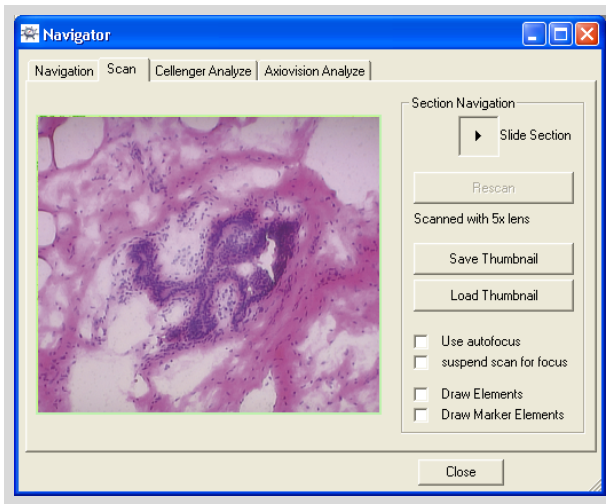 Navigator
Navigation Scan Cellenger Analyze Axiovision Analyze
Section Navigation
Slide Section
Rescan
Scanned with 5x lens
Save Thumbnail
Load Thumbnail
Use autofocus
suspend scan for focus
Draw Elements
Draw Marker Elements
Close